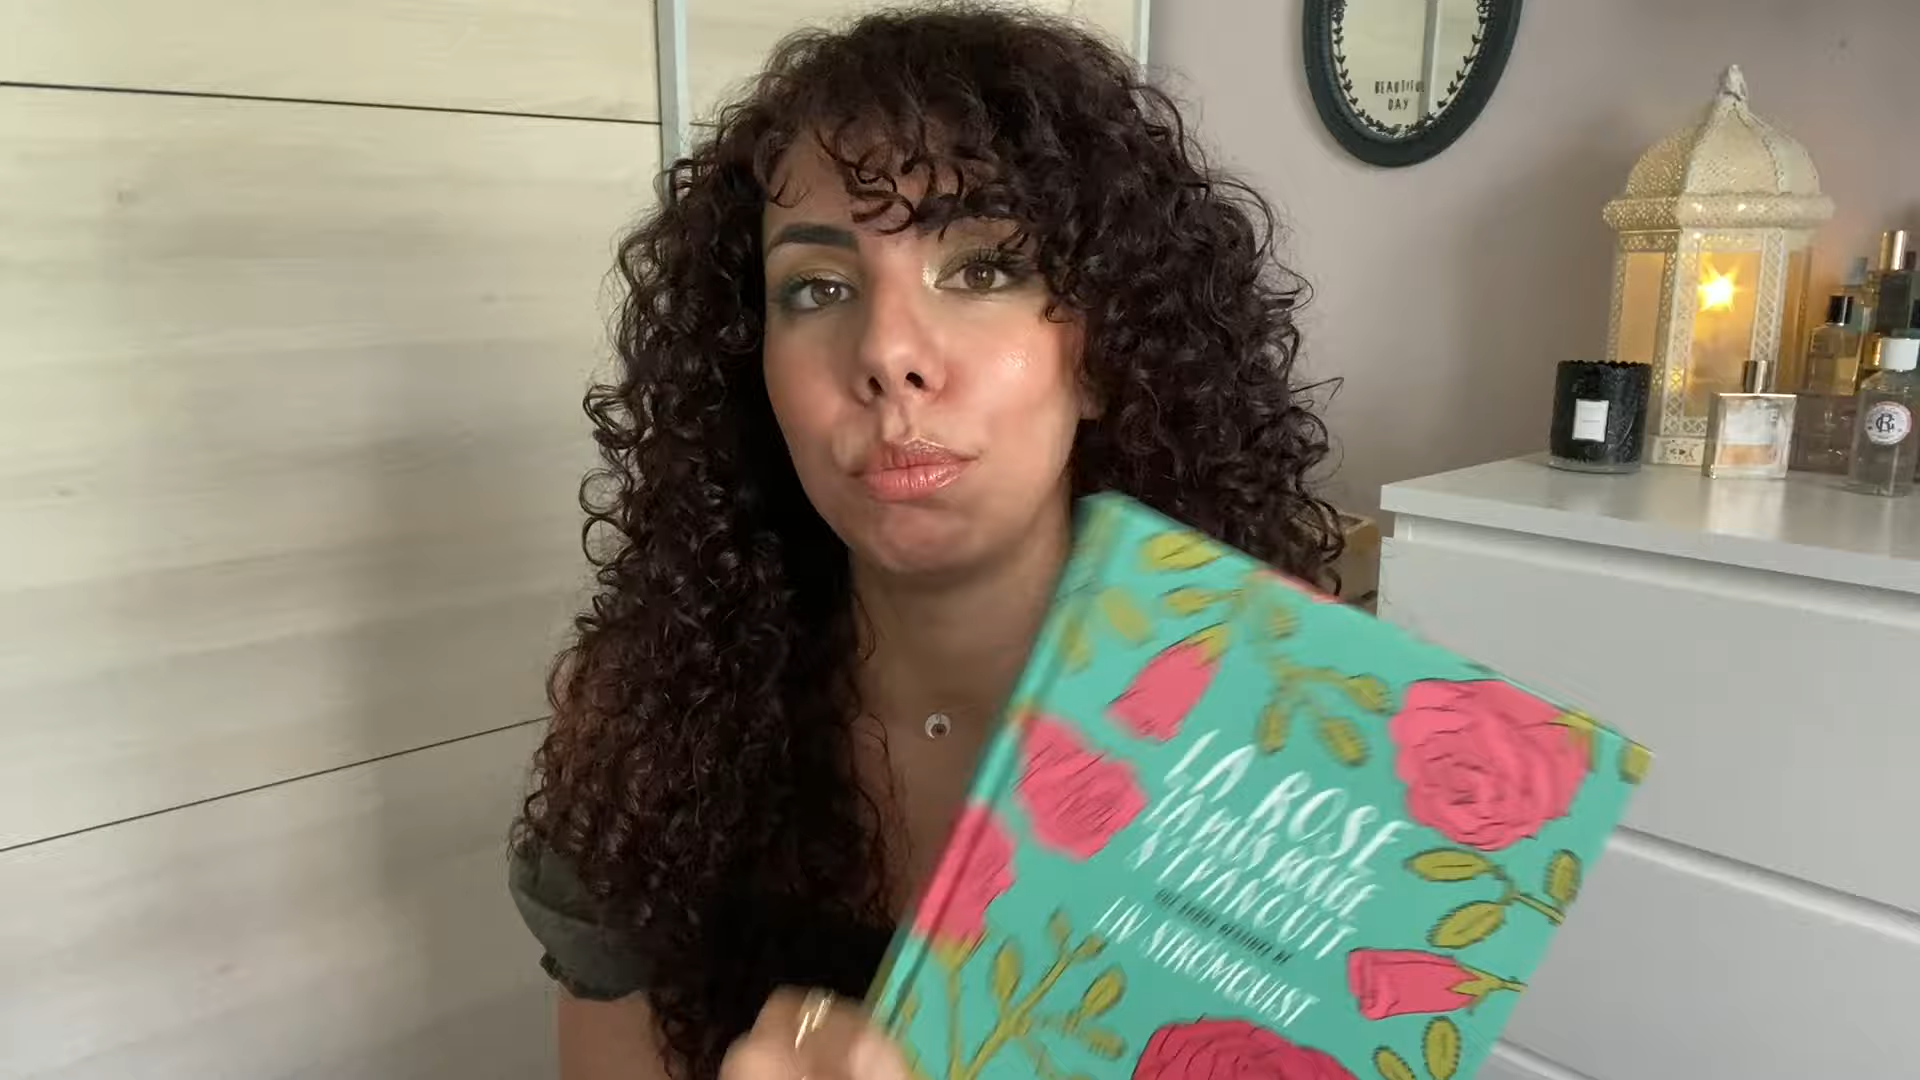 BEAUTIFUL
DAY
LA ROSE
LA PLUS ROUGE
S'ÉPANOUIT
LIV STRÖMQUIST